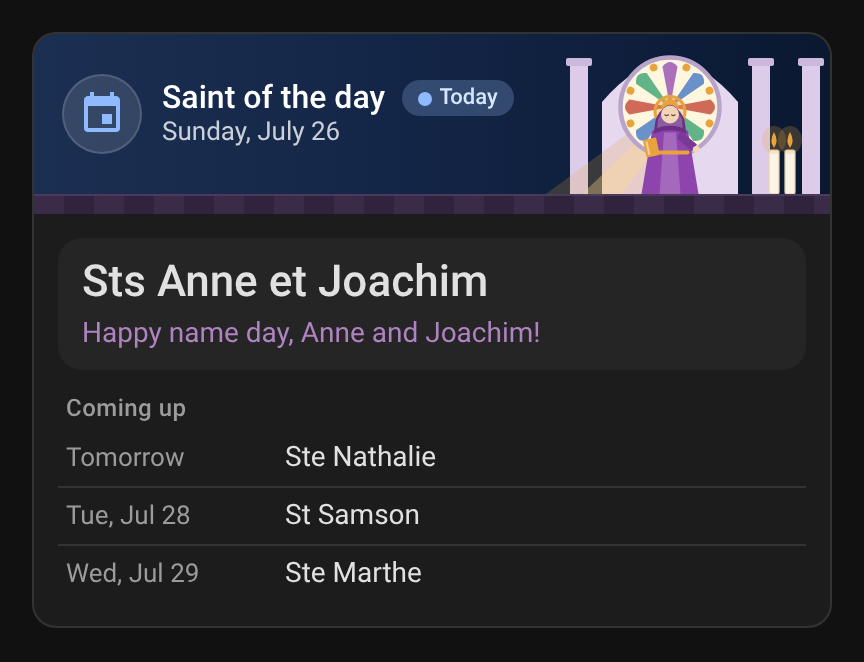 Saint of the day
Today
Sunday, July 26
Sts Anne et Joachim
Happy name day, Anne and Joachim!
Coming up
Tomorrow Ste Nathalie
Tue, Jul 28 St Samson
Wed, Jul 29 Ste Marthe